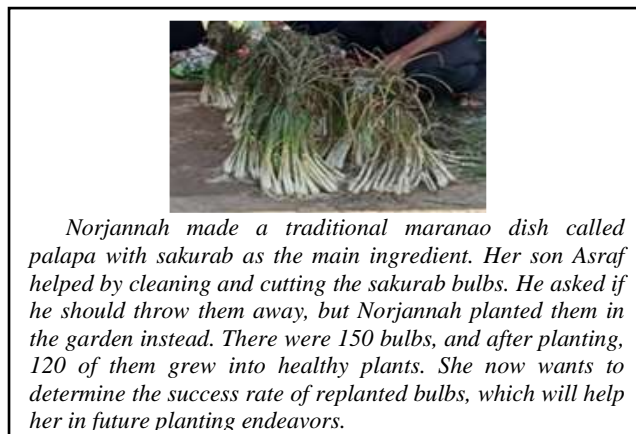 Norjannah made a traditional maranao dish called
palapa with sakurab as the main ingredient. Her son Asraf
helped by cleaning and cutting the sakurab bulbs. He asked if
he should throw them away, but Norjannah planted them in
the garden instead. There were 150 bulbs, and after planting,
120 of them grew into healthy plants. She now wants to
determine the success rate of replanted bulbs, which will help
her in future planting endeavors.